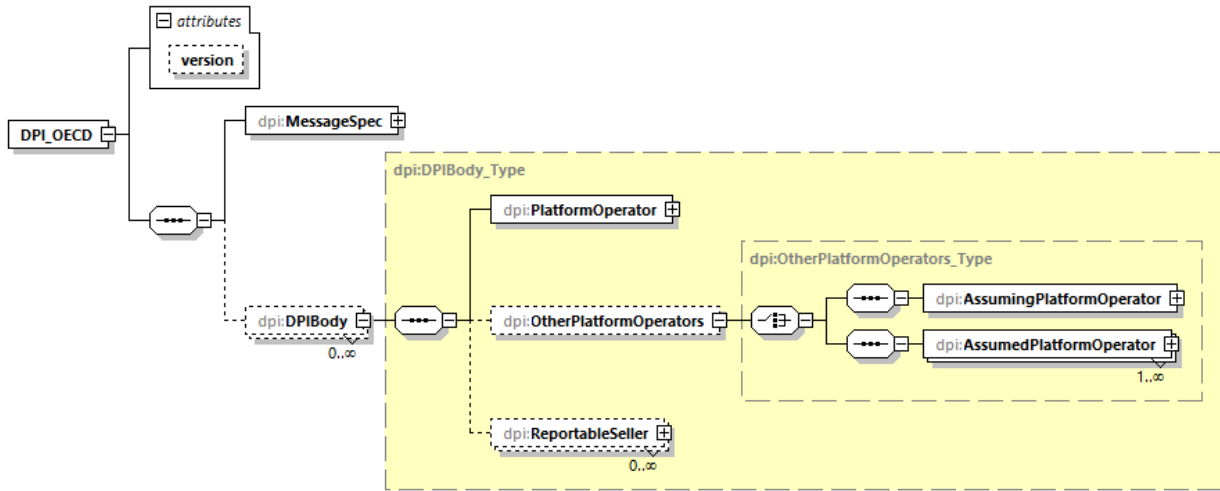 attributes
version
DPI_OECD
dpi:MessageSpec
dpi:DPIBody_Type
dpi:PlatformOperator
dpi:OtherPlatformOperators_Type
dpi:AssumingPlatformOperator
dpi:DPIBody
0..∞
dpi:OtherPlatformOperators
dpi:AssumedPlatformOperator
1..∞
dpi:ReportableSeller
0..∞